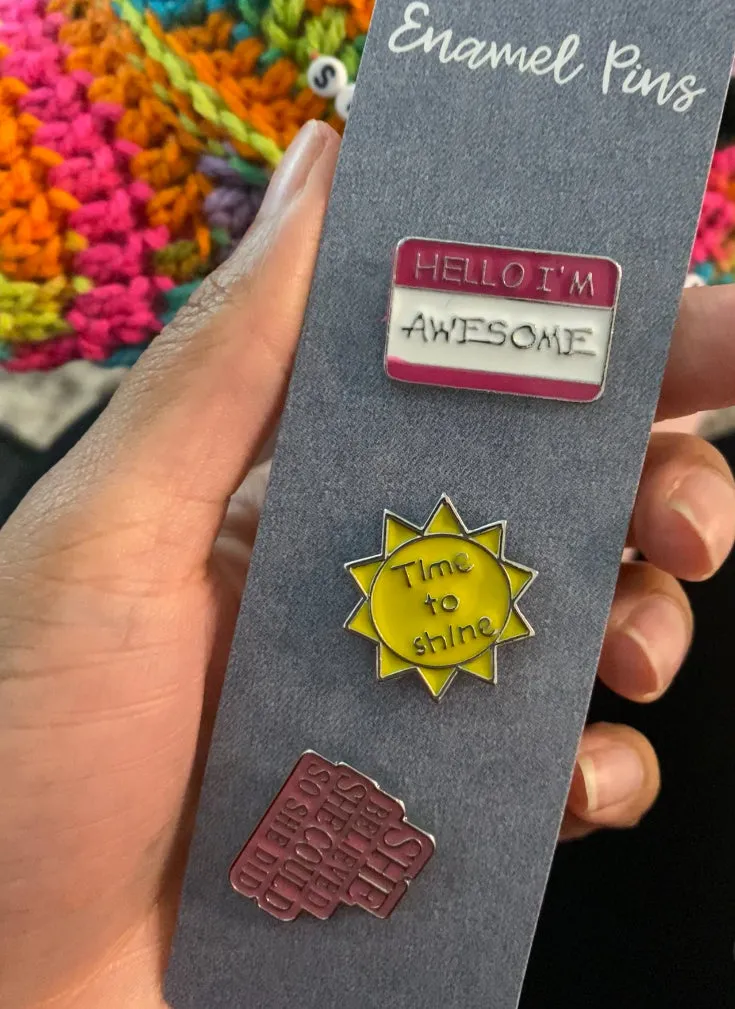 Enamel Pins
S
HELLO I'M
AWESOME
TIme
to
shIne
SHE
BELIEVED
SHE COULD
SO SHE DID